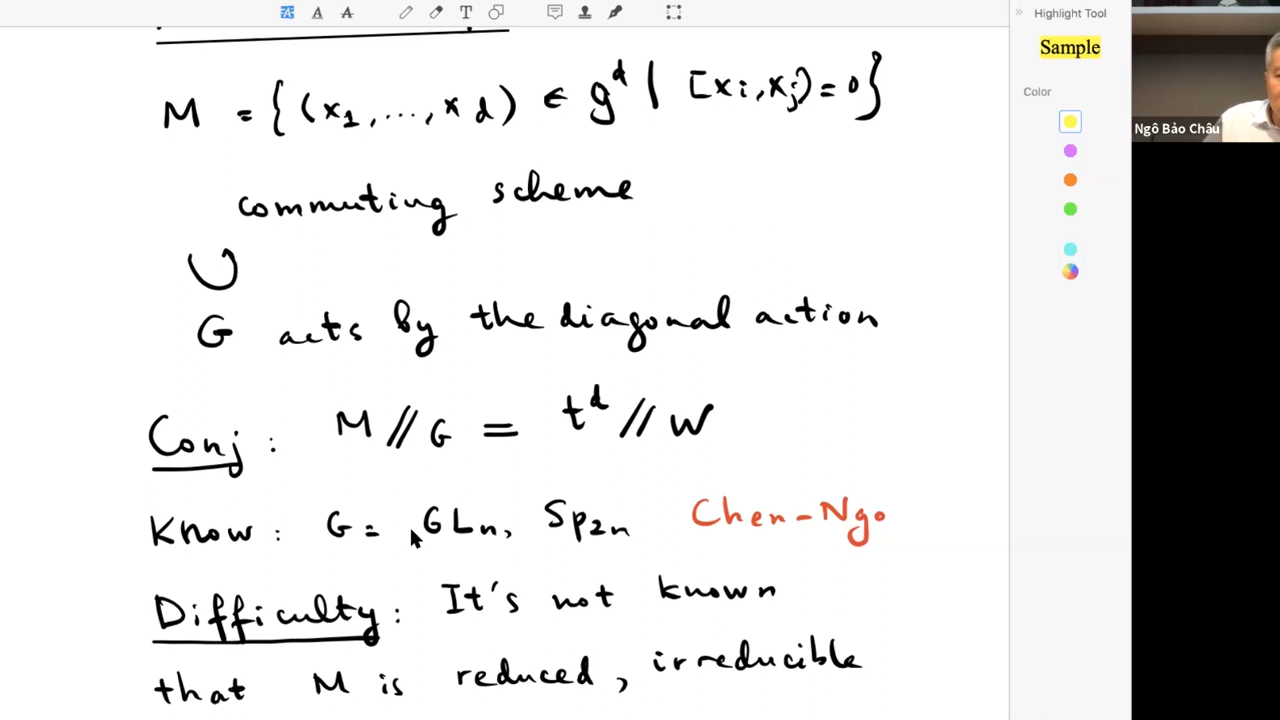 Highlight Tool
Sample
Color
Ngô Bảo Châu
M = { (x₁, ..., x d) ∈ g^d | [xi, xj) = 0 }
commuting scheme
G acts by the diagonal action
Conj : M // G = t^d // W
Know : G = GLn, Sp2n Chen-Ngo
Difficulty : It's not known
that M is reduced, irreducible